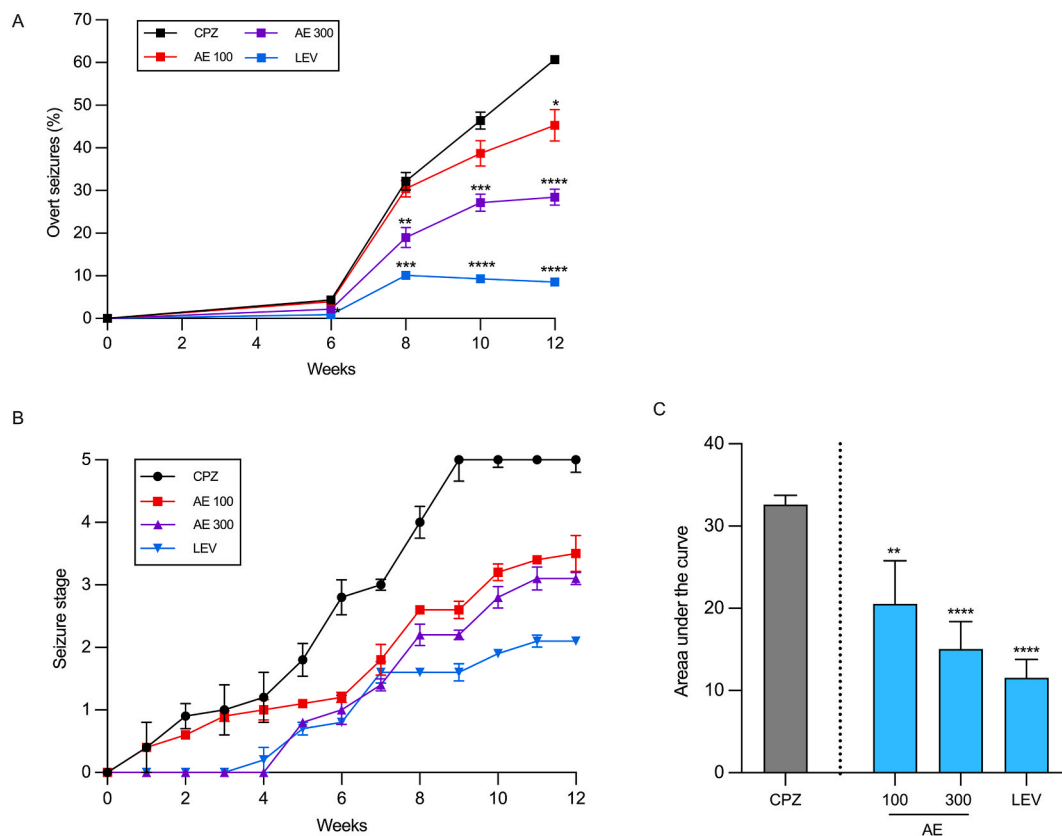 A
CPZ
AE 300
AE 100
LEV
70
60
50
40
30
20
10
0
Overt seizures (%)
*
***
****
**
***
****
****
*
0 2 4 6 8 10 12
Weeks
B
CPZ
AE 100
AE 300
LEV
5
4
3
2
1
0
Seizure stage
0 2 4 6 8 10 12
Weeks
C
40
30
20
10
0
Areaa under the curve
**
****
****
CPZ 100 300 LEV
AE